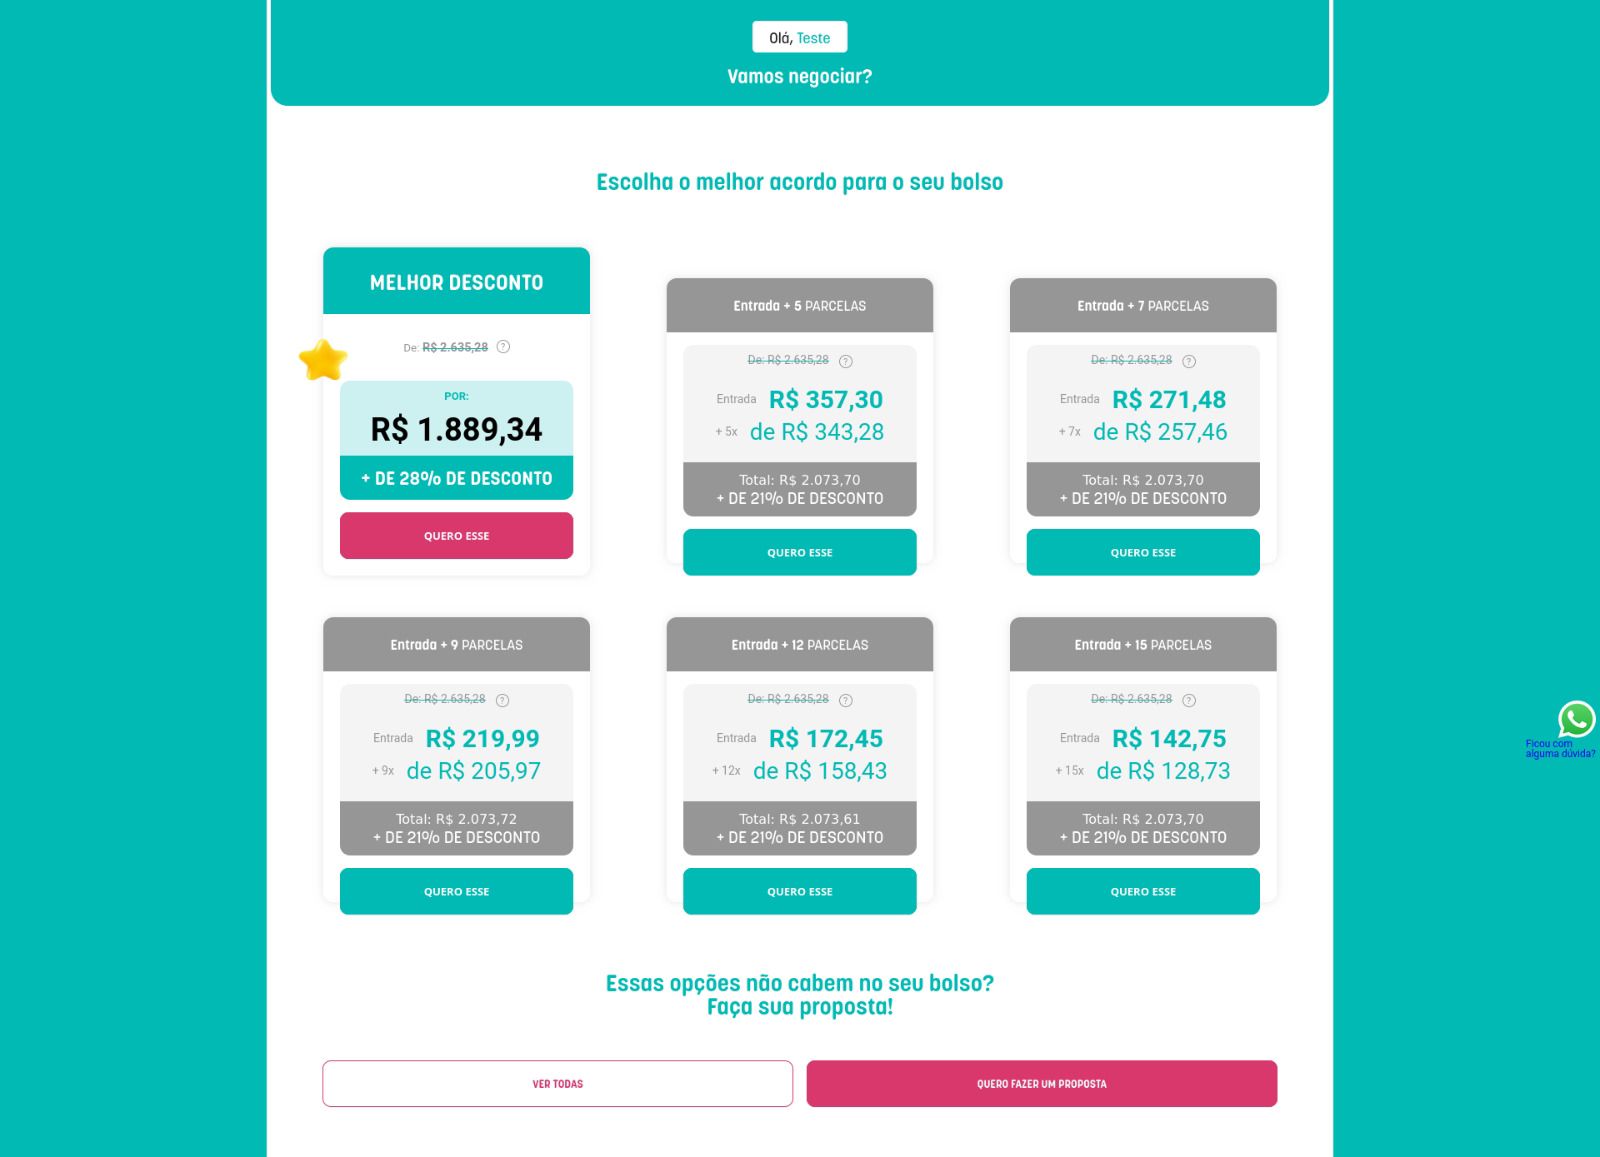 Olá, Teste
Vamos negociar?
Escolha o melhor acordo para o seu bolso
MELHOR DESCONTO
De: R$ 2.635,28 ?
POR:
R$ 1.889,34
+ DE 28% DE DESCONTO
QUERO ESSE
Entrada + 5 PARCELAS
De: R$ 2.635,28 ?
Entrada R$ 357,30
+ 5x de R$ 343,28
Total: R$ 2.073,70
+ DE 21% DE DESCONTO
QUERO ESSE
Entrada + 7 PARCELAS
De: R$ 2.635,28 ?
Entrada R$ 271,48
+ 7x de R$ 257,46
Total: R$ 2.073,70
+ DE 21% DE DESCONTO
QUERO ESSE
Entrada + 9 PARCELAS
De: R$ 2.635,28 ?
Entrada R$ 219,99
+ 9x de R$ 205,97
Total: R$ 2.073,72
+ DE 21% DE DESCONTO
QUERO ESSE
Entrada + 12 PARCELAS
De: R$ 2.635,28 ?
Entrada R$ 172,45
+ 12x de R$ 158,43
Total: R$ 2.073,61
+ DE 21% DE DESCONTO
QUERO ESSE
Entrada + 15 PARCELAS
De: R$ 2.635,28 ?
Entrada R$ 142,75
+ 15x de R$ 128,73
Total: R$ 2.073,70
+ DE 21% DE DESCONTO
QUERO ESSE
Ficou com
alguma dúvida?
Essas opções não cabem no seu bolso?
Faça sua proposta!
VER TODAS
QUERO FAZER UM PROPOSTA